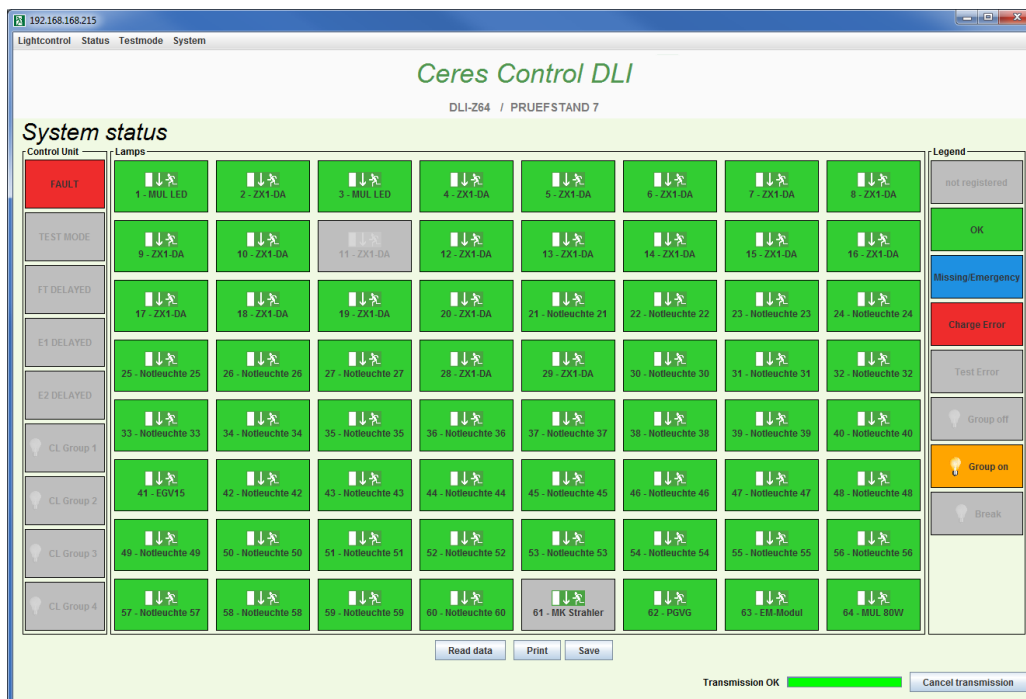 192.168.168.215
Lightcontrol Status Testmode System
Ceres Control DLI
DLI-Z64 / PRUEFSTAND 7
System status
Control Unit
FAULT
TEST MODE
FT DELAYED
E1 DELAYED
E2 DELAYED
CL Group 1
CL Group 2
CL Group 3
CL Group 4
Lamps
1 - MUL LED
2 - ZX1-DA
3 - MUL LED
4 - ZX1-DA
5 - ZX1-DA
6 - ZX1-DA
7 - ZX1-DA
8 - ZX1-DA
9 - ZX1-DA
10 - ZX1-DA
11 - ZX1-DA
12 - ZX1-DA
13 - ZX1-DA
14 - ZX1-DA
15 - ZX1-DA
16 - ZX1-DA
17 - ZX1-DA
18 - ZX1-DA
19 - ZX1-DA
20 - ZX1-DA
21 - Notleuchte 21
22 - Notleuchte 22
23 - Notleuchte 23
24 - Notleuchte 24
25 - Notleuchte 25
26 - Notleuchte 26
27 - Notleuchte 27
28 - ZX1-DA
29 - ZX1-DA
30 - Notleuchte 30
31 - Notleuchte 31
32 - Notleuchte 32
33 - Notleuchte 33
34 - Notleuchte 34
35 - Notleuchte 35
36 - Notleuchte 36
37 - Notleuchte 37
38 - Notleuchte 38
39 - Notleuchte 39
40 - Notleuchte 40
41 - EGV15
42 - Notleuchte 42
43 - Notleuchte 43
44 - Notleuchte 44
45 - Notleuchte 45
46 - Notleuchte 46
47 - Notleuchte 47
48 - Notleuchte 48
49 - Notleuchte 49
50 - Notleuchte 50
51 - Notleuchte 51
52 - Notleuchte 52
53 - Notleuchte 53
54 - Notleuchte 54
55 - Notleuchte 55
56 - Notleuchte 56
57 - Notleuchte 57
58 - Notleuchte 58
59 - Notleuchte 59
60 - Notleuchte 60
61 - MK Strahler
62 - PGVG
63 - EM-Modul
64 - MUL 80W
Legend
not registered
OK
Missing/Emergency
Charge Error
Test Error
Group off
Group on
Break
Read data
Print
Save
Transmission OK
Cancel transmission